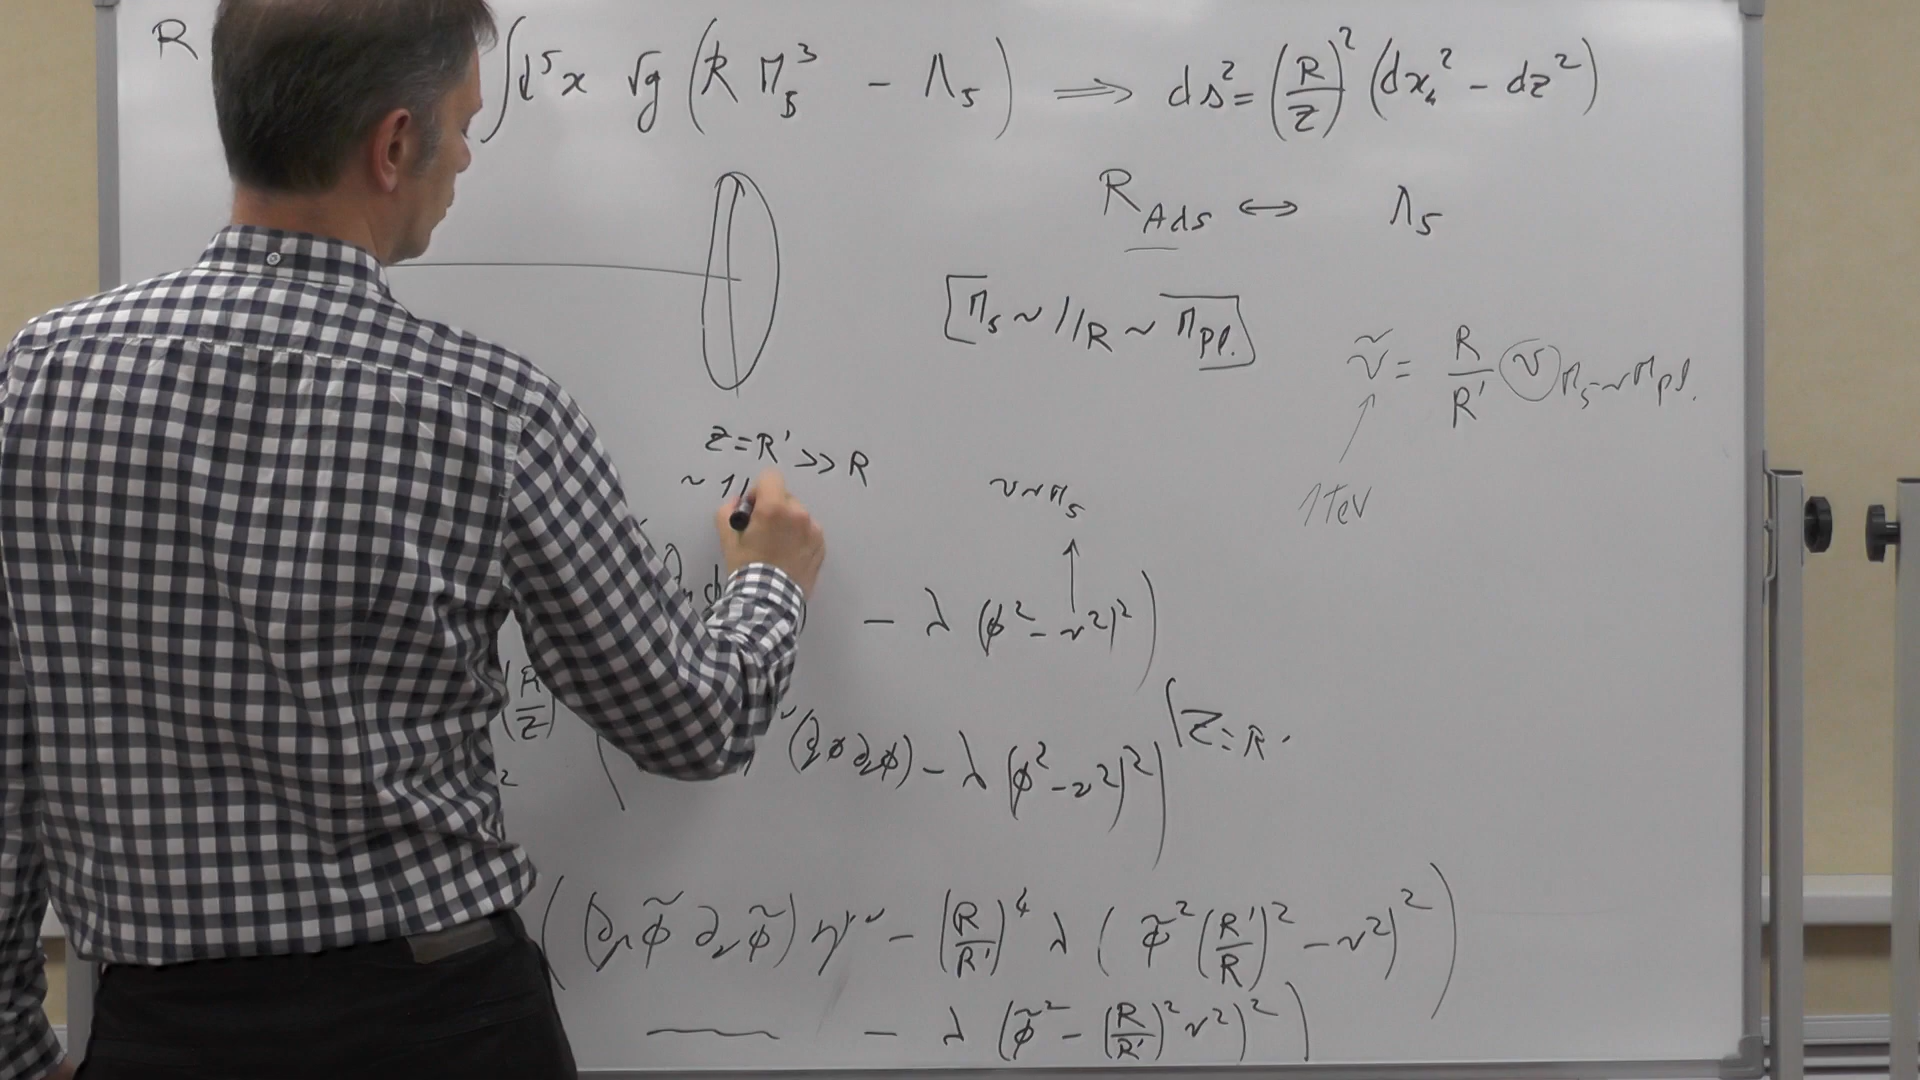 R ∫d⁵x √g (R M₅³ − Λ₅) ⟹ ds² = (R/z)² (dx₄² − dz²)
R_AdS ↔ Λ₅
[M₅ ~ 1/R ~ M_Pl.]
ṽ = R/R' v M₅ ~ M_Pl.
1 TeV
z = R' >> R
~ 1/
v ~ M₅
− λ (ϕ² − v²)²)
(R/z)
2 (∂ϕ ∂ϕ) − λ (ϕ² − v²)²) |z=R'
(∂μ ϕ̃ ∂ν ϕ̃) η^μν − (R/R')⁴ λ (ϕ̃² (R'/R)² − v²)²)
− λ (ϕ̃² − (R/R')² v²)²)